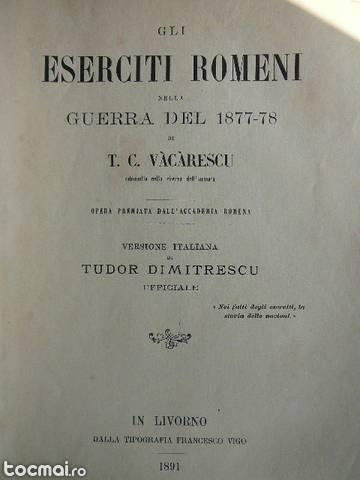 GLI
ESERCITI ROMENI
NELLA
GUERRA DEL 1877-78
DI
T. C. VÀCÀRESCU
colonnello nella riserva dell'armata
OPERA PREMIATA DALL'ACCADEMIA ROMENA
VERSIONE ITALIANA
DI
TUDOR DIMITRESCU
UFFICIALE
« Nei fatti degli eserciti, la
storia delle nazioni. »
IN LIVORNO
DALLA TIPOGRAFIA FRANCESCO VIGO
1891
tocmai.ro